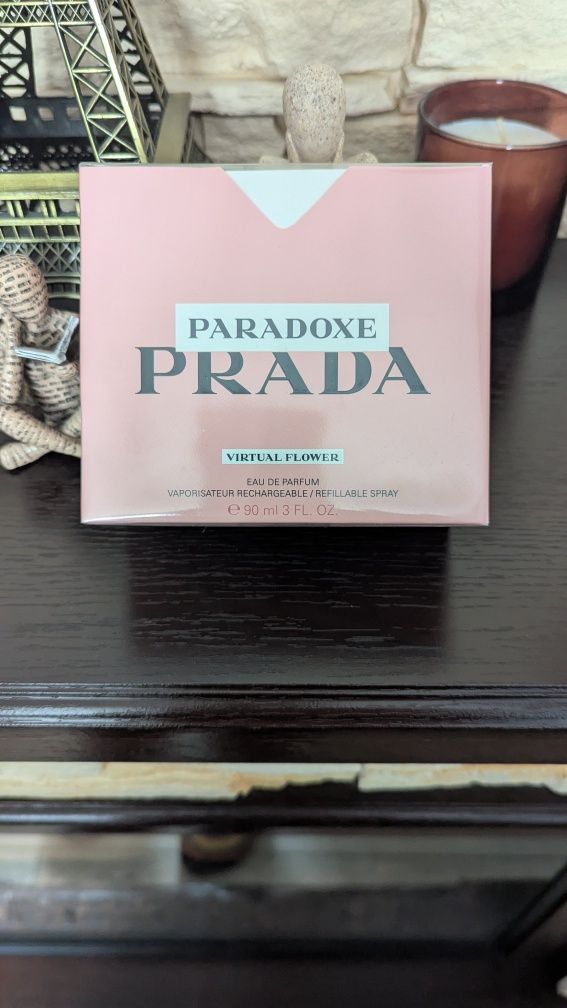 PARADOXE
PRADA
VIRTUAL FLOWER
EAU DE PARFUM
VAPORISATEUR RECHARGEABLE / REFILLABLE SPRAY
℮ 90 ml 3 FL. OZ.